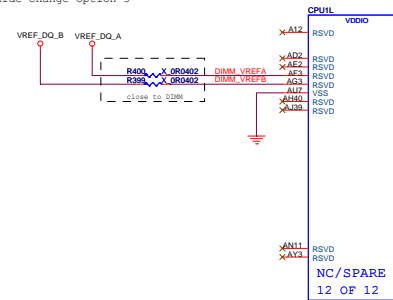 CPU1L
VDDIO
A12 RSVD
VREF_DQ_B VREF_DQ_A
AD2 RSVD
AE2 RSVD
R400 X_0R0402 DIMM_VREFA AF3 RSVD
R399 X_0R0402 DIMM_VREFB AG3 RSVD
AU7 VSS
close to DIMM
AH40 RSVD
AJ39 RSVD
AN11 RSVD
AY3 RSVD
NC/SPARE
12 OF 12